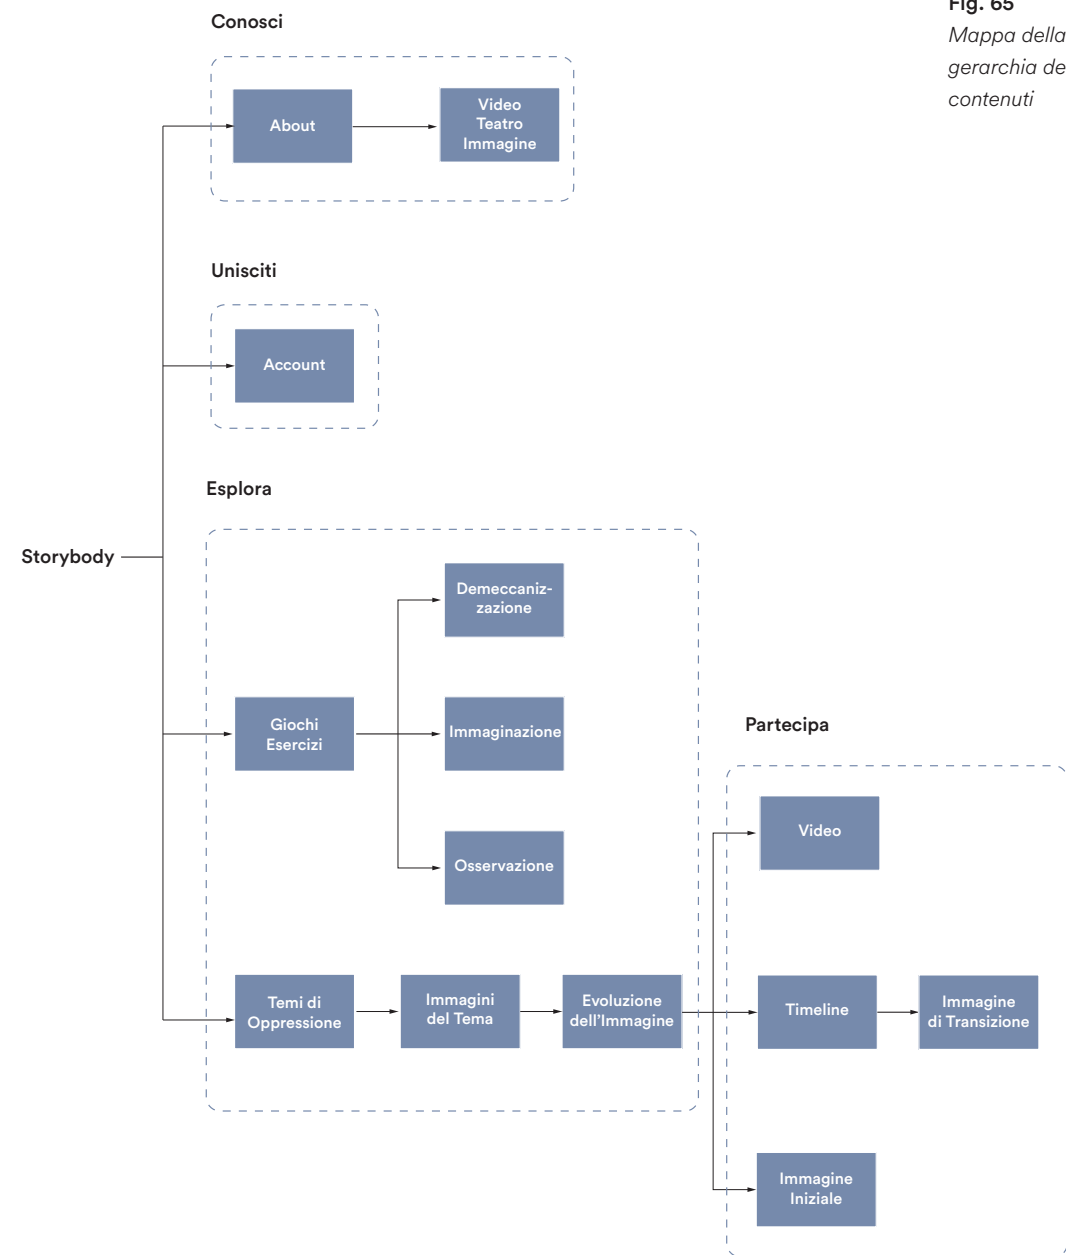 Fig. 65
Mappa della
gerarchia de
contenuti
Conosci
About
Video
Teatro
Immagine
Unisciti
Account
Esplora
Storybody
Demeccaniz-
zazione
Giochi
Esercizi
Immaginazione
Osservazione
Temi di
Oppressione
Immagini
del Tema
Evoluzione
dell'Immagine
Partecipa
Video
Timeline
Immagine
di Transizione
Immagine
Iniziale